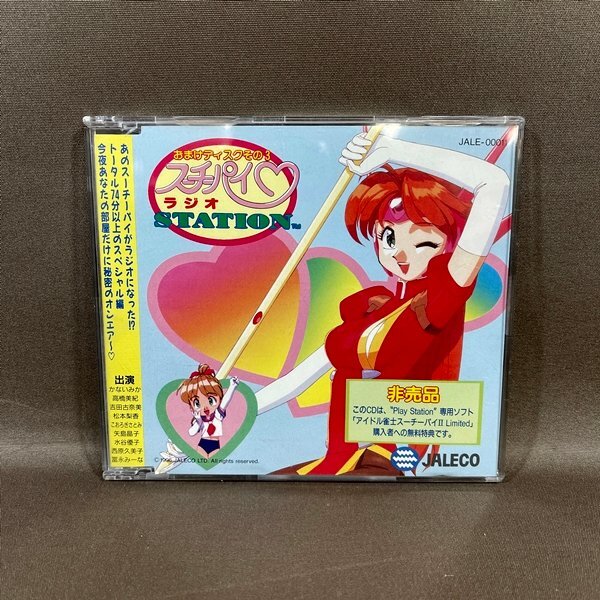 JALE-0001
おまけディスクその3
スーチーパイ♡
ラジオ
STATION™
あのスーチーパイがラジオになった!?
トータル74分以上のスペシャル編
今夜あなたの部屋だけに秘密のオンエア〜♡
出演
かないみか
高橋美紀
吉田古奈美
松本梨香
こおろぎさとみ
矢島晶子
水谷優子
西原久美子
冨永みーな
非売品
このCDは、"Play Station"専用ソフト
「アイドル雀士スーチーパイII Limited」
購入者への無料特典です。
JALECO
JALECO LTD. All rights reserved.